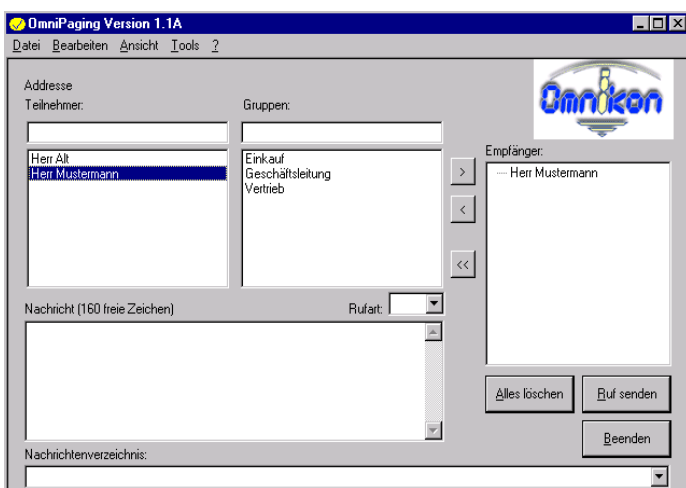 OmniPaging Version 1.1A
Datei Bearbeiten Ansicht Tools ?
Addresse
Teilnehmer:
Gruppen:
Omnikon
Herr Alt
Herr Mustermann
Einkauf
Geschäftsleitung
Vertrieb
>
<
<<
Empfänger:
Herr Mustermann
Nachricht (160 freie Zeichen)
Rufart:
Alles löschen
Ruf senden
Beenden
Nachrichtenverzeichnis: